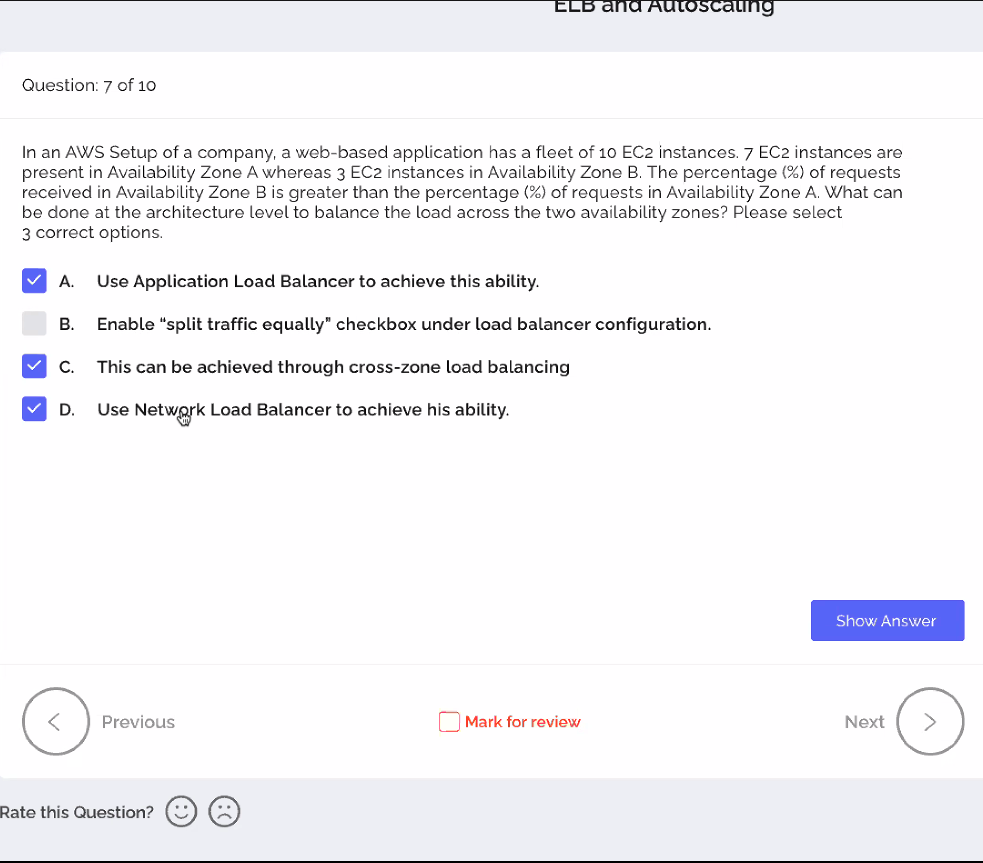 ELB and Autoscaling
Question: 7 of 10
In an AWS Setup of a company, a web-based application has a fleet of 10 EC2 instances. 7 EC2 instances are
present in Availability Zone A whereas 3 EC2 instances in Availability Zone B. The percentage (%) of requests
received in Availability Zone B is greater than the percentage (%) of requests in Availability Zone A. What can
be done at the architecture level to balance the load across the two availability zones? Please select
3 correct options.
A. Use Application Load Balancer to achieve this ability.
B. Enable “split traffic equally” checkbox under load balancer configuration.
C. This can be achieved through cross-zone load balancing
D. Use Network Load Balancer to achieve his ability.
Show Answer
Previous
Mark for review
Next
Rate this Question?